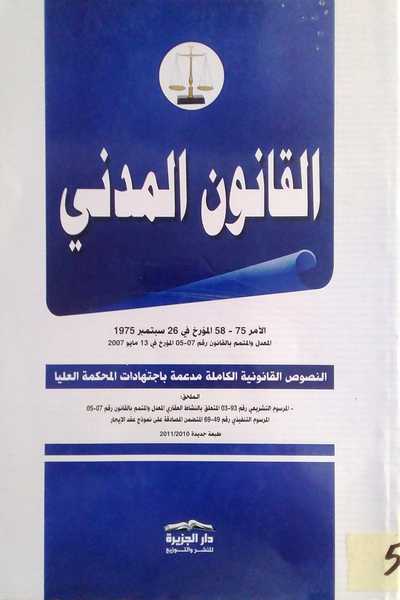 القانون المدني
الأمر 75 - 58 المؤرخ في 26 سبتمبر 1975
المعدل والمتمم بالقانون رقم 07-05 المؤرخ في 13 مايو 2007
النصوص القانونية الكاملة مدعمة باجتهادات المحكمة العليا
الملحق:
- المرسوم التشريعي رقم 93-03 المتعلق بالنشاط العقاري المعدل والمتمم بالقانون رقم 07-05
المرسوم التنفيذي رقم 69-49 المتضمن المصادقة على نموذج عقد الإيجار
طبعة جديدة 2011/2010
دار الجزيرة
للنشر والتوزيع
5